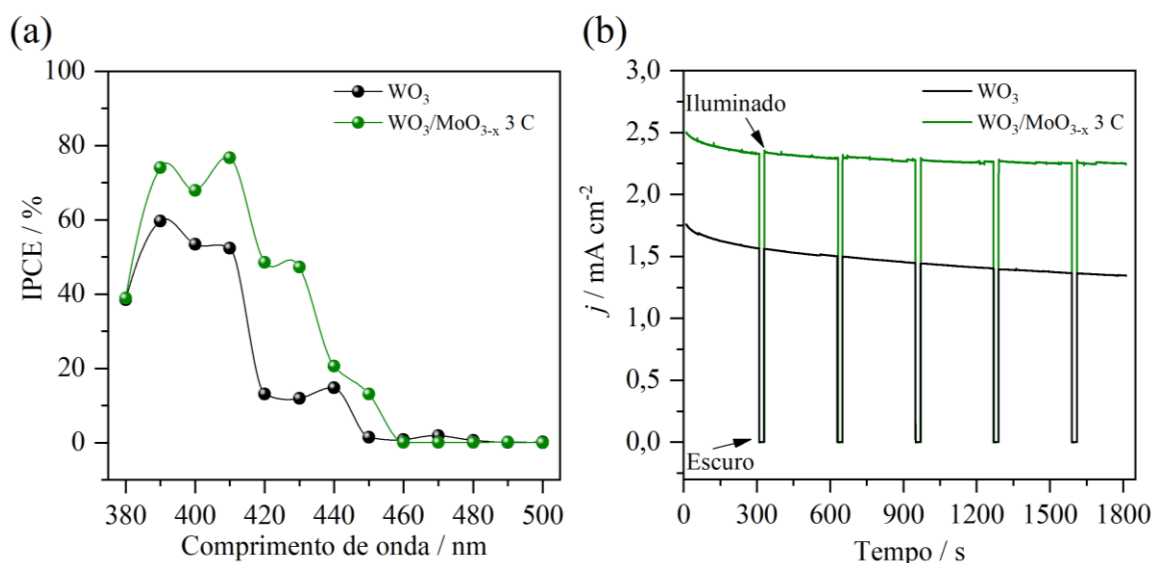 (a)
100
80
60
40
20
0
IPCE / %
WO₃
WO₃/MoO₃₋ₓ 3 C
380 400 420 440 460 480 500
Comprimento de onda / nm
(b)
3,0
2,5
2,0
1,5
1,0
0,5
0,0
j / mA cm⁻²
Iluminado
WO₃
WO₃/MoO₃₋ₓ 3 C
Escuro
0 300 600 900 1200 1500 1800
Tempo / s